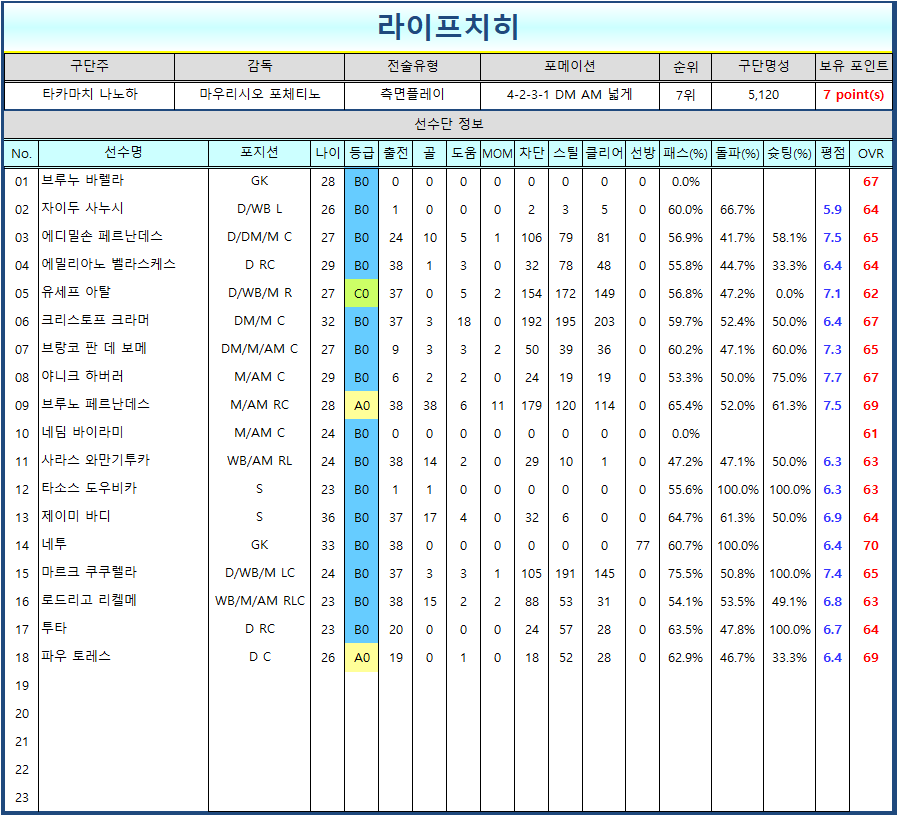 라이프치히
구단주 감독 전술유형 포메이션 순위 구단명성 보유 포인트
타카마치 나노하 마우리시오 포체티노 측면플레이 4-2-3-1 DM AM 넓게 7위 5,120 7 point(s)
선수단 정보
No. 선수명 포지션 나이 등급 출전 골 도움 MOM 차단 스틸 클리어 선방 패스(%) 돌파(%) 슛팅(%) 평점 OVR
01 브루누 바렐라 GK 28 B0 0 0 0 0 0 0 0 0 0.0% 67
02 자이두 사누시 D/WB L 26 B0 1 0 0 0 2 3 5 0 60.0% 66.7% 5.9 64
03 에디밀손 페르난데스 D/DM/M C 27 B0 24 10 5 1 106 79 81 0 56.9% 41.7% 58.1% 7.5 65
04 에밀리아노 벨라스케스 D RC 29 B0 38 1 3 0 32 78 48 0 55.8% 44.7% 33.3% 6.4 64
05 유세프 아탈 D/WB/M R 27 C0 37 0 5 2 154 172 149 0 56.8% 47.2% 0.0% 7.1 62
06 크리스토프 크라머 DM/M C 32 B0 37 3 18 0 192 195 203 0 59.7% 52.4% 50.0% 6.4 67
07 브랑코 판 데 보메 DM/M/AM C 27 B0 9 3 3 2 50 39 36 0 60.2% 47.1% 60.0% 7.3 65
08 야니크 하버러 M/AM C 29 B0 6 2 2 0 24 19 19 0 53.3% 50.0% 75.0% 7.7 67
09 브루노 페르난데스 M/AM RC 28 A0 38 38 6 11 179 120 114 0 65.4% 52.0% 61.3% 7.5 69
10 네딤 바이라미 M/AM C 24 B0 0 0 0 0 0 0 0 0 0.0% 61
11 사라스 와만기투카 WB/AM RL 24 B0 38 14 2 0 29 10 1 0 47.2% 47.1% 50.0% 6.3 63
12 타소스 도우비카 S 23 B0 1 1 0 0 0 0 0 0 55.6% 100.0% 100.0% 6.3 63
13 제이미 바디 S 36 B0 37 17 4 0 32 6 0 0 64.7% 61.3% 50.0% 6.9 64
14 네투 GK 33 B0 38 0 0 0 0 0 0 77 60.7% 100.0% 6.4 70
15 마르크 쿠쿠렐라 D/WB/M LC 24 B0 37 3 3 1 105 191 145 0 75.5% 50.8% 100.0% 7.4 65
16 로드리고 리켈메 WB/M/AM RLC 23 B0 38 15 2 2 88 53 31 0 54.1% 53.5% 49.1% 6.8 63
17 투타 D RC 23 B0 20 0 0 0 24 57 28 0 63.5% 47.8% 100.0% 6.7 64
18 파우 토레스 D C 26 A0 19 0 1 0 18 52 28 0 62.9% 46.7% 33.3% 6.4 69
19
20
21
22
23